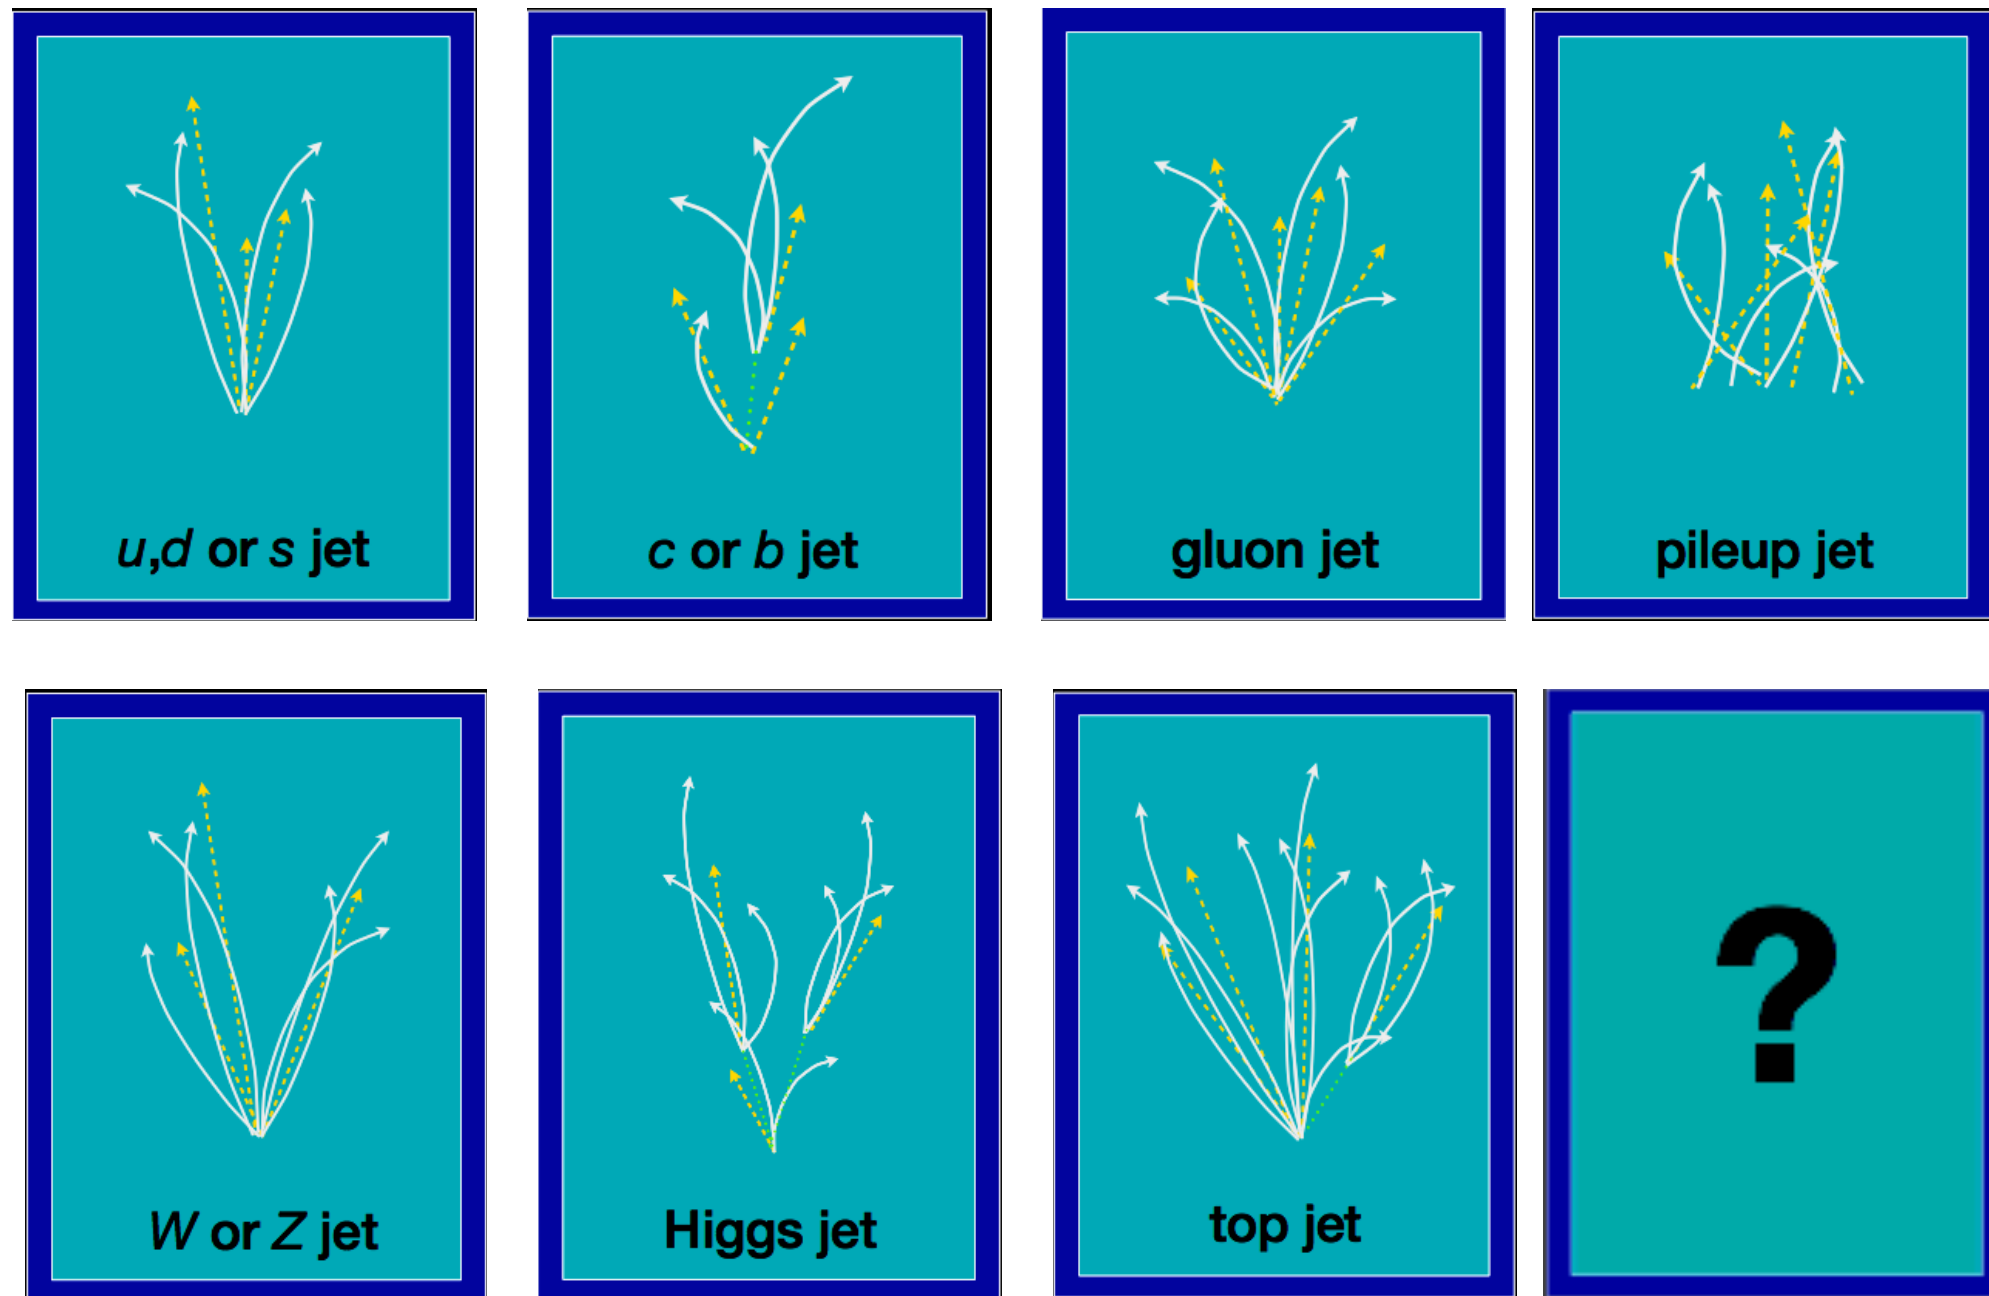 u,d or s jet
c or b jet
gluon jet
pileup jet
W or Z jet
Higgs jet
top jet
?